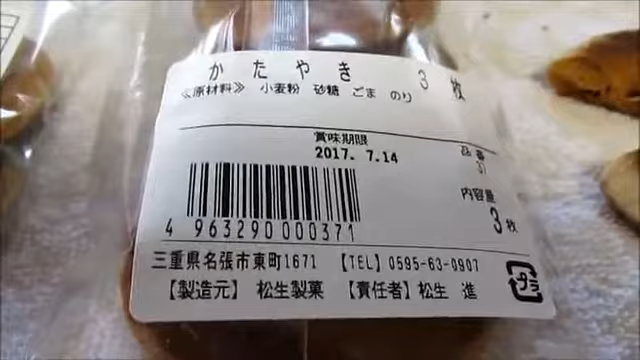 かたやき 3枚
≪原材料≫ 小麦粉 砂糖 ごま のり
賞味期限
2017. 7.14
品番
37
内容量
3枚
4 963290 000371
三重県名張市東町1671 【TEL】0595-63-0907
【製造元】 松生製菓 【責任者】松生 進
プラ